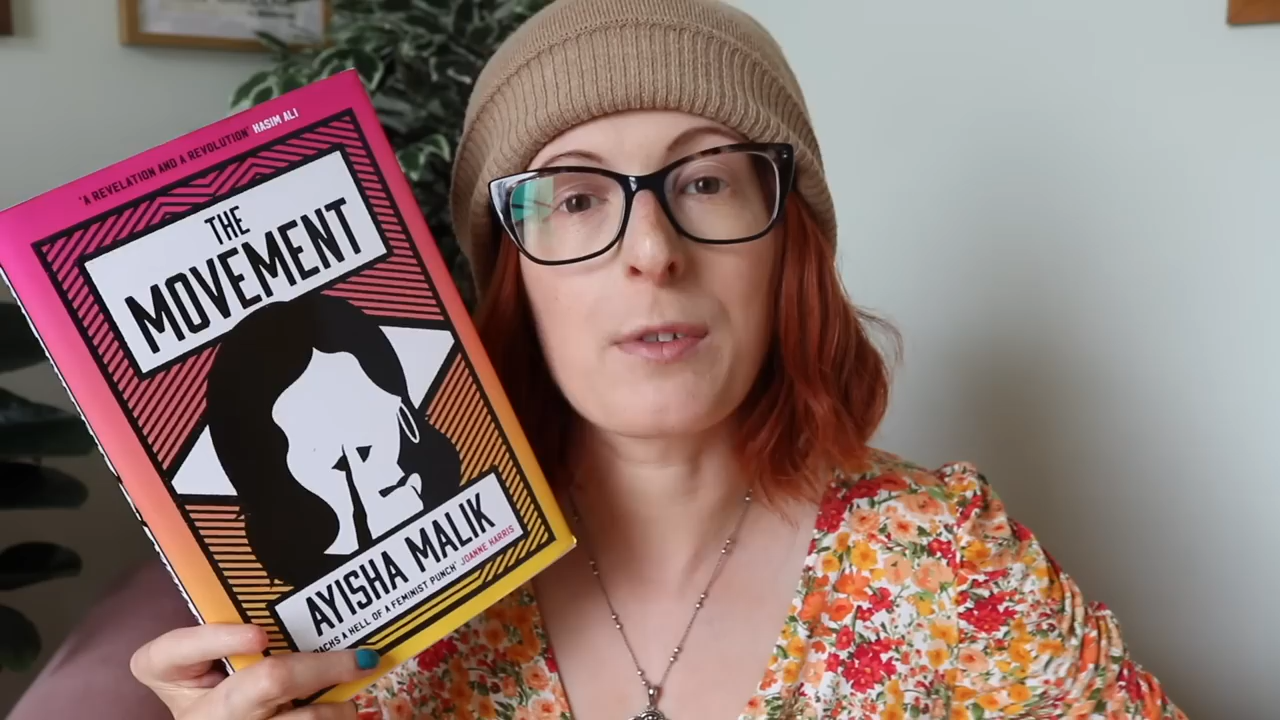 'A REVELATION AND A REVOLUTION' HASIM ALI
THE
MOVEMENT
AYISHA MALIK
A HELL OF A FEMINIST PUNCH' JOANNE HARRIS